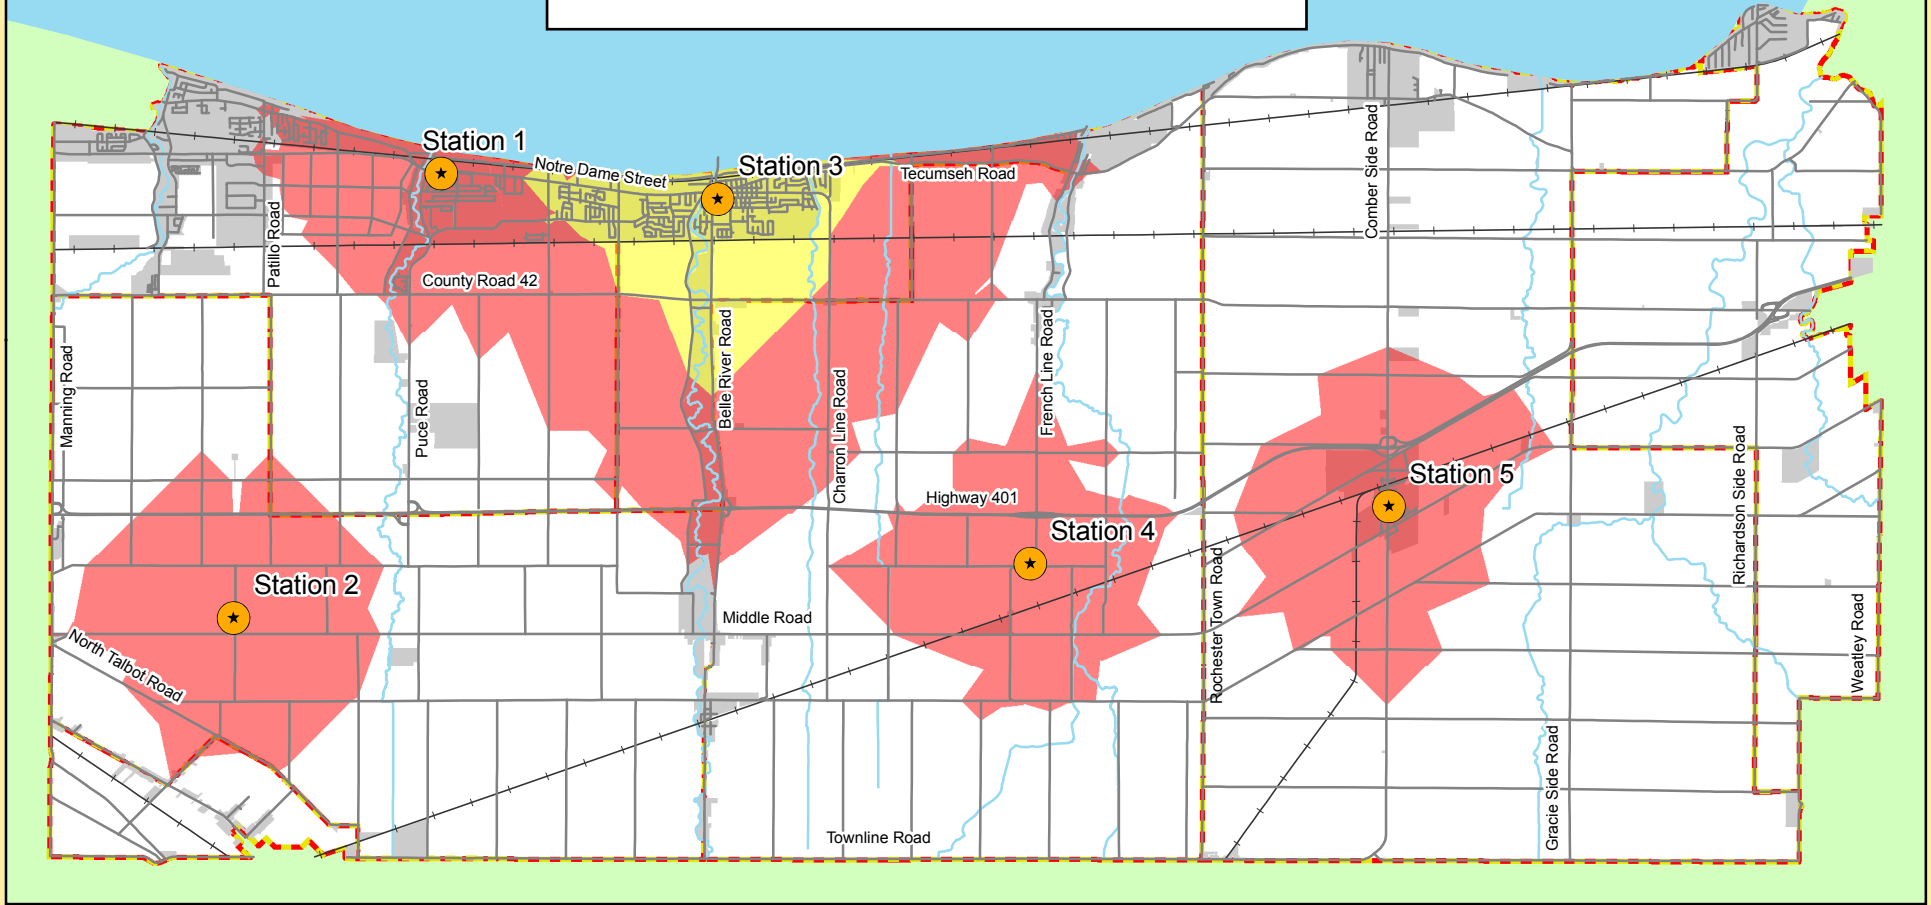 Station 1
Station 3
Notre Dame Street
Tecumseh Road
Comber Side Road
Patillo Road
County Road 42
Manning Road
Puce Road
Belle River Road
Charron Line Road
French Line Road
Highway 401
Station 5
Station 4
Station 2
Richardson Side Road
Rochester Town Road
Middle Road
North Talbot Road
Weatley Road
Gracie Side Road
Townline Road